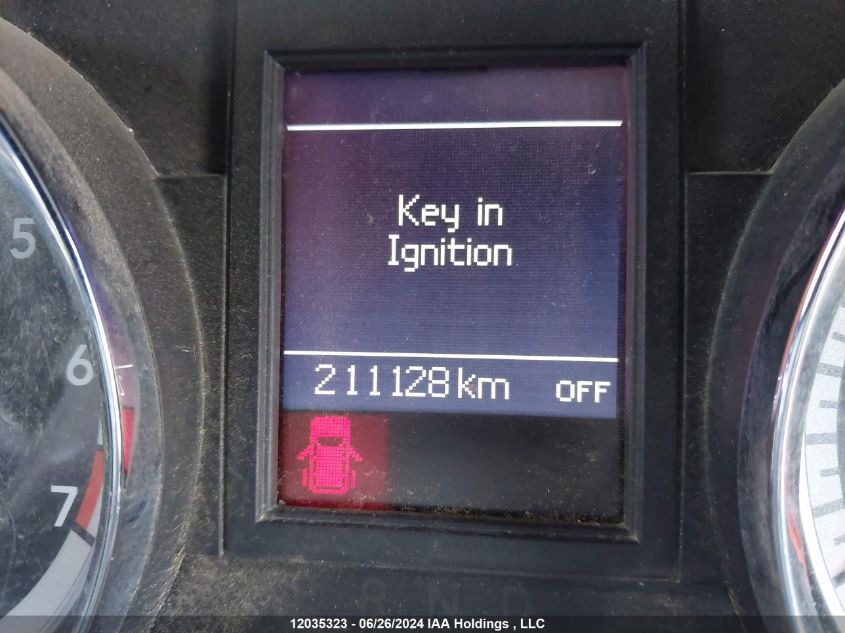 Key in
Ignition
211128 km OFF
5
6
7
12035323 - 06/26/2024 IAA Holdings , LLC